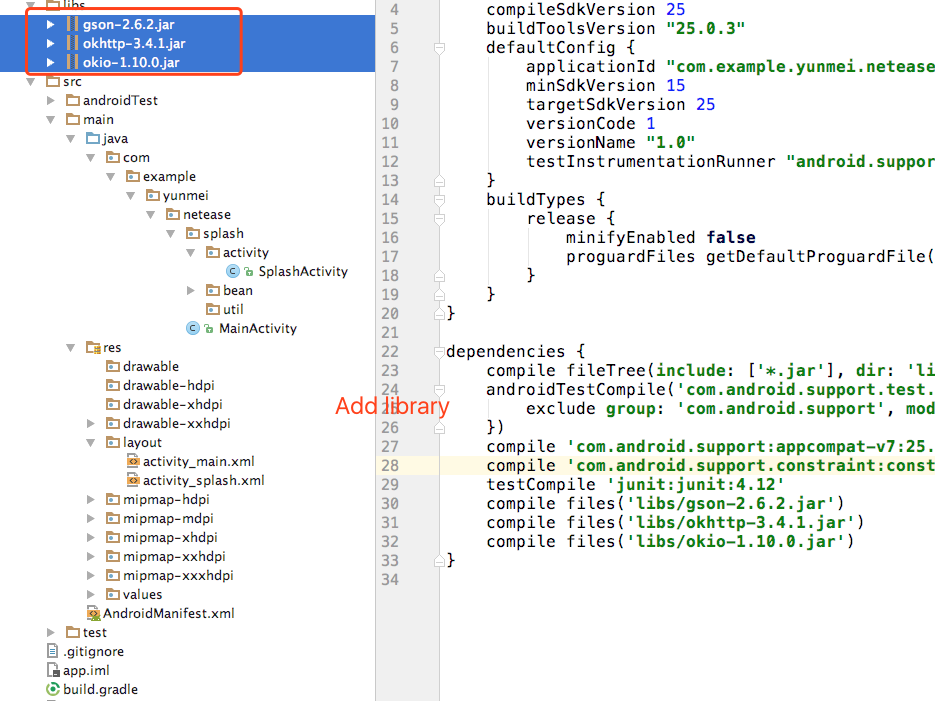 libs
gson-2.6.2.jar
okhttp-3.4.1.jar
okio-1.10.0.jar
src
androidTest
main
java
com
example
yunmei
netease
splash
activity
SplashActivity
bean
util
MainActivity
res
drawable
drawable-hdpi
drawable-xhdpi
drawable-xxhdpi
layout
activity_main.xml
activity_splash.xml
mipmap-hdpi
mipmap-mdpi
mipmap-xhdpi
mipmap-xxhdpi
mipmap-xxxhdpi
values
AndroidManifest.xml
test
.gitignore
app.iml
build.gradle
Add library
4 compileSdkVersion 25
5 buildToolsVersion "25.0.3"
6 defaultConfig {
7 applicationId "com.example.yunmei.netease
8 minSdkVersion 15
9 targetSdkVersion 25
10 versionCode 1
11 versionName "1.0"
12 testInstrumentationRunner "android.suppor
13 }
14 buildTypes {
15 release {
16 minifyEnabled false
17 proguardFiles getDefaultProguardFile(
18 }
19 }
20 }
21
22 dependencies {
23 compile fileTree(include: ['*.jar'], dir: 'li
24 androidTestCompile('com.android.support.test.
25 exclude group: 'com.android.support', mod
26 })
27 compile 'com.android.support:appcompat-v7:25.
28 compile 'com.android.support.constraint:const
29 testCompile 'junit:junit:4.12'
30 compile files('libs/gson-2.6.2.jar')
31 compile files('libs/okhttp-3.4.1.jar')
32 compile files('libs/okio-1.10.0.jar')
33 }
34